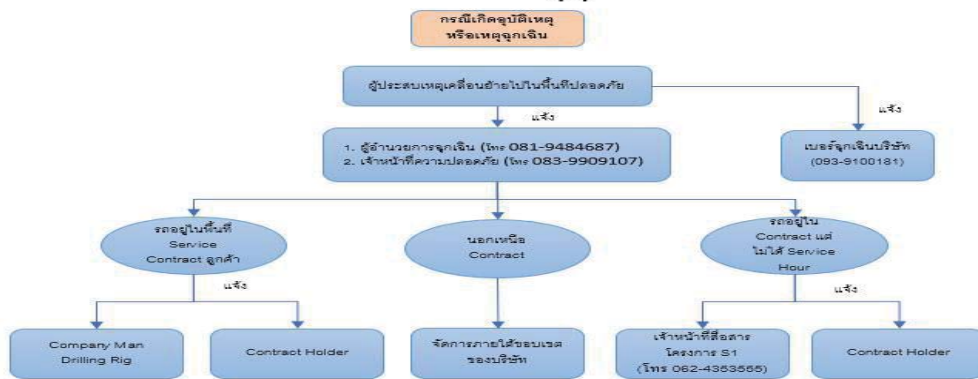 กรณีเกิดอุบัติเหตุ
หรือเหตุฉุกเฉิน
ผู้ประสบเหตุเคลื่อนย้ายไปในพื้นที่ปลอดภัย
แจ้ง
แจ้ง
1. ผู้อำนวยการฉุกเฉิน (โทร 081-9484687)
2. เจ้าหน้าที่ความปลอดภัย (โทร 083-9909107)
เบอร์ฉุกเฉินบริษัท
(093-9100181)
รถอยู่ในพื้นที่
Service
Contract ลูกค้า
นอกเหนือ
Contract
รถอยู่ใน
Contract แต่
ไม่ได้ Service
Hour
แจ้ง
แจ้ง
Company Man
Drilling Rig
Contract Holder
จัดการภายใต้ขอบเขต
ของบริษัท
เจ้าหน้าที่สื่อสาร
โครงการ S1
(โทร 062-4353555)
Contract Holder